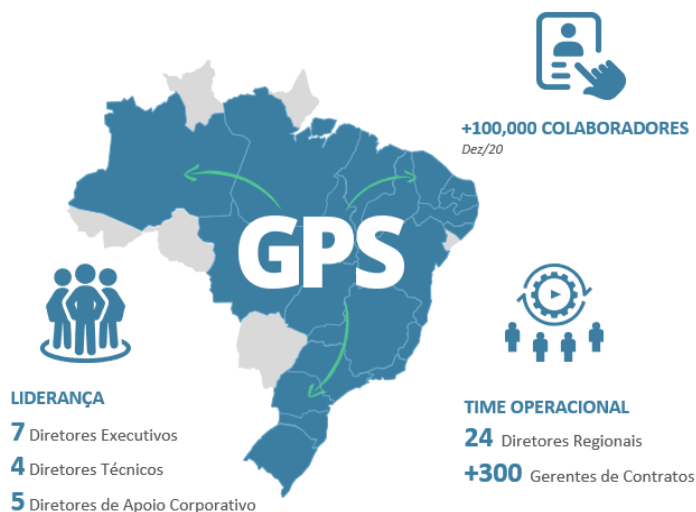 +100,000 COLABORADORES
Dez/20
GPS
LIDERANÇA
7 Diretores Executivos
4 Diretores Técnicos
5 Diretores de Apoio Corporativo
TIME OPERACIONAL
24 Diretores Regionais
+300 Gerentes de Contratos